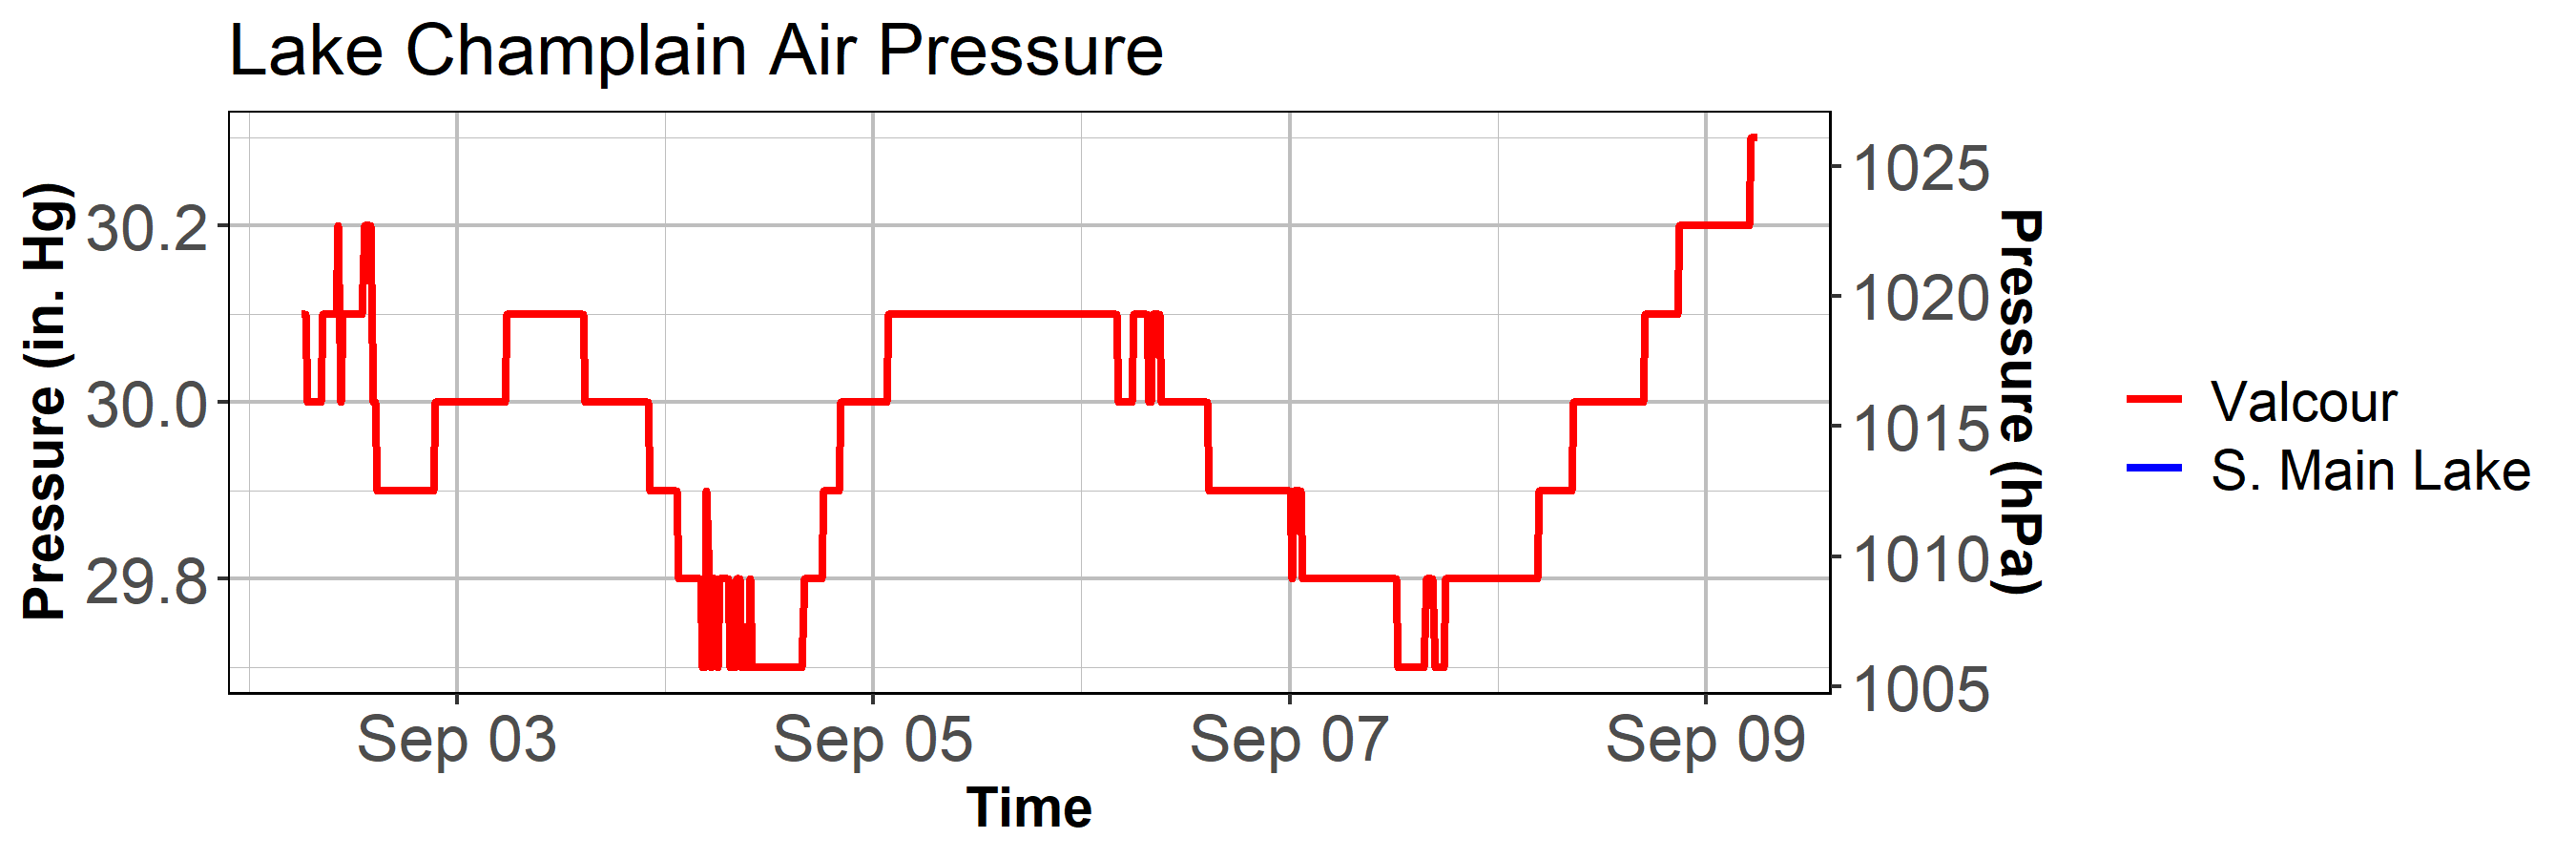 Lake Champlain Air Pressure
Pressure (in. Hg)
30.2
30.0
29.8
1025
1020
1015
1010
1005
Pressure (hPa)
Sep 03
Sep 05
Sep 07
Sep 09
Time
Valcour
S. Main Lake